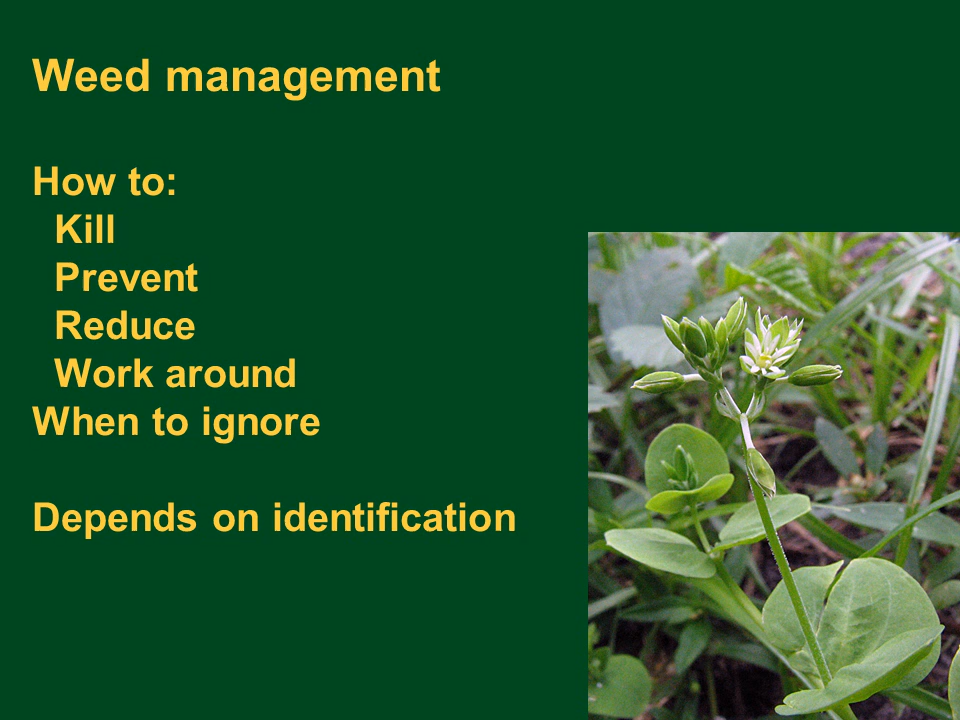 Weed management
How to:
Kill
Prevent
Reduce
Work around
When to ignore
Depends on identification